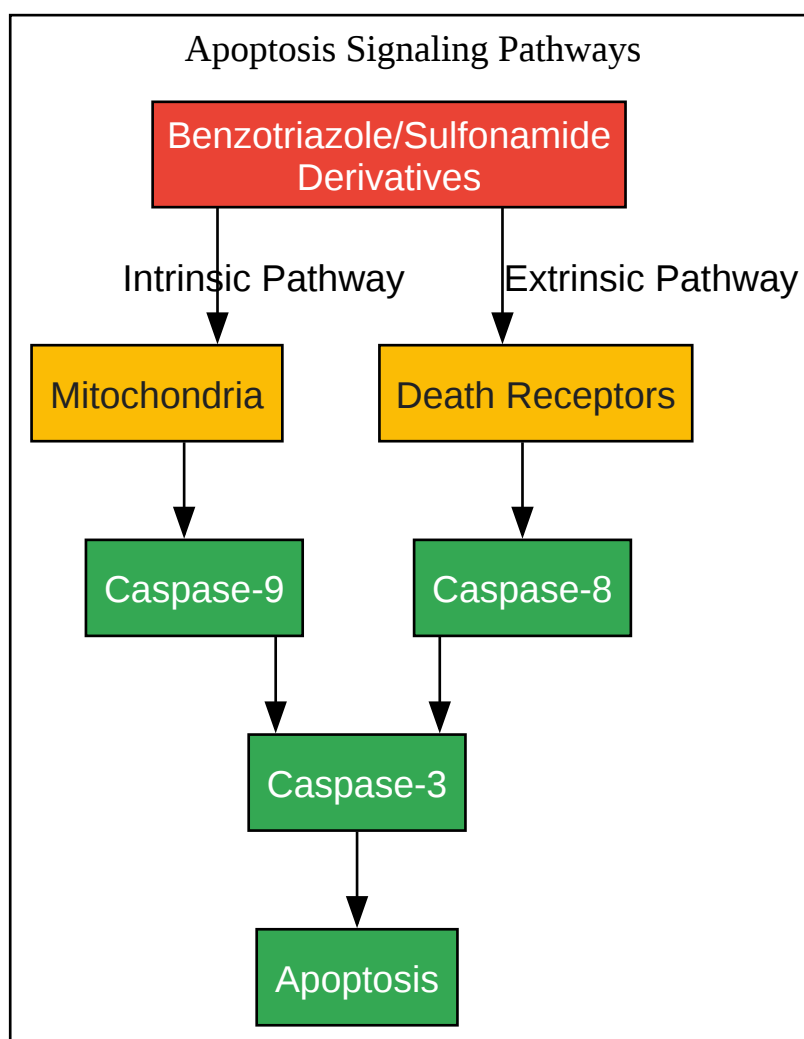 Apoptosis Signaling Pathways
Benzotriazole/Sulfonamide
Derivatives
Intrinsic Pathway
Extrinsic Pathway
Mitochondria
Death Receptors
Caspase-9
Caspase-8
Caspase-3
Apoptosis